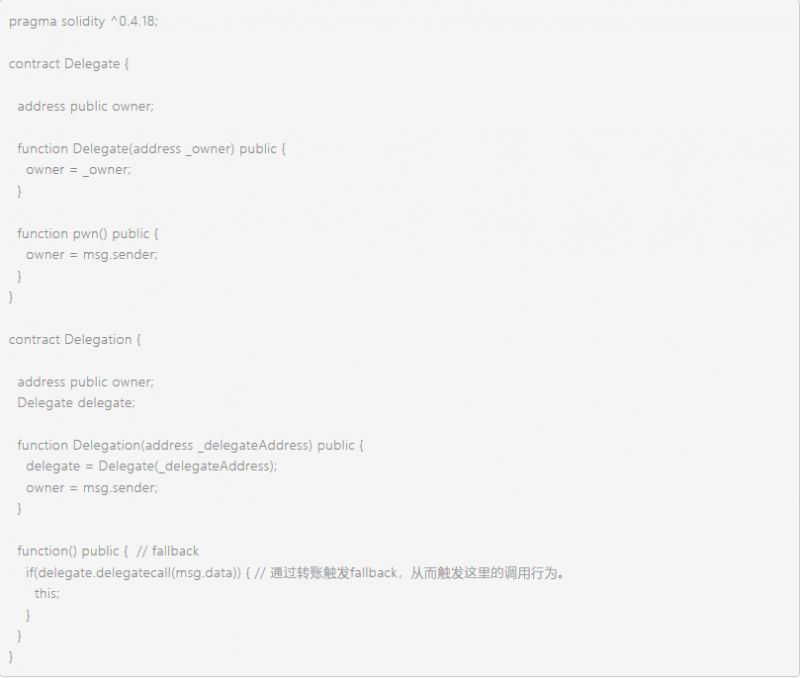 pragma solidity ^0.4.18;
contract Delegate {
address public owner;
function Delegate(address _owner) public {
owner = _owner;
}
function pwn() public {
owner = msg.sender;
}
}
contract Delegation {
address public owner;
Delegate delegate;
function Delegation(address _delegateAddress) public {
delegate = Delegate(_delegateAddress);
owner = msg.sender;
}
function() public {  // fallback
if(delegate.delegatecall(msg.data)) { // 通过转账触发fallback，从而触发这里的调用行为。
this;
}
}
}